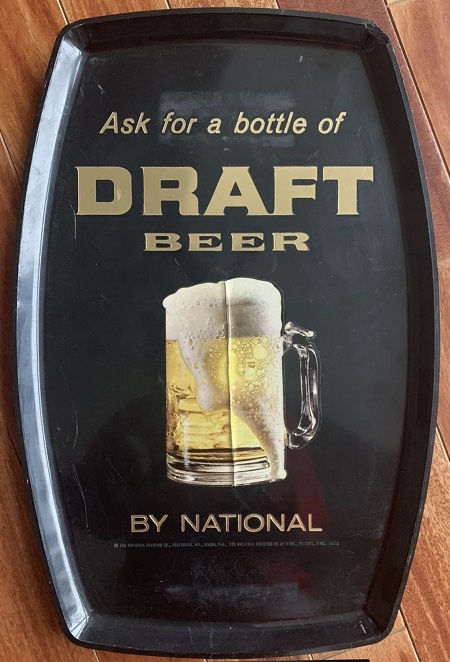 Ask for a bottle of
DRAFT
BEER
BY NATIONAL